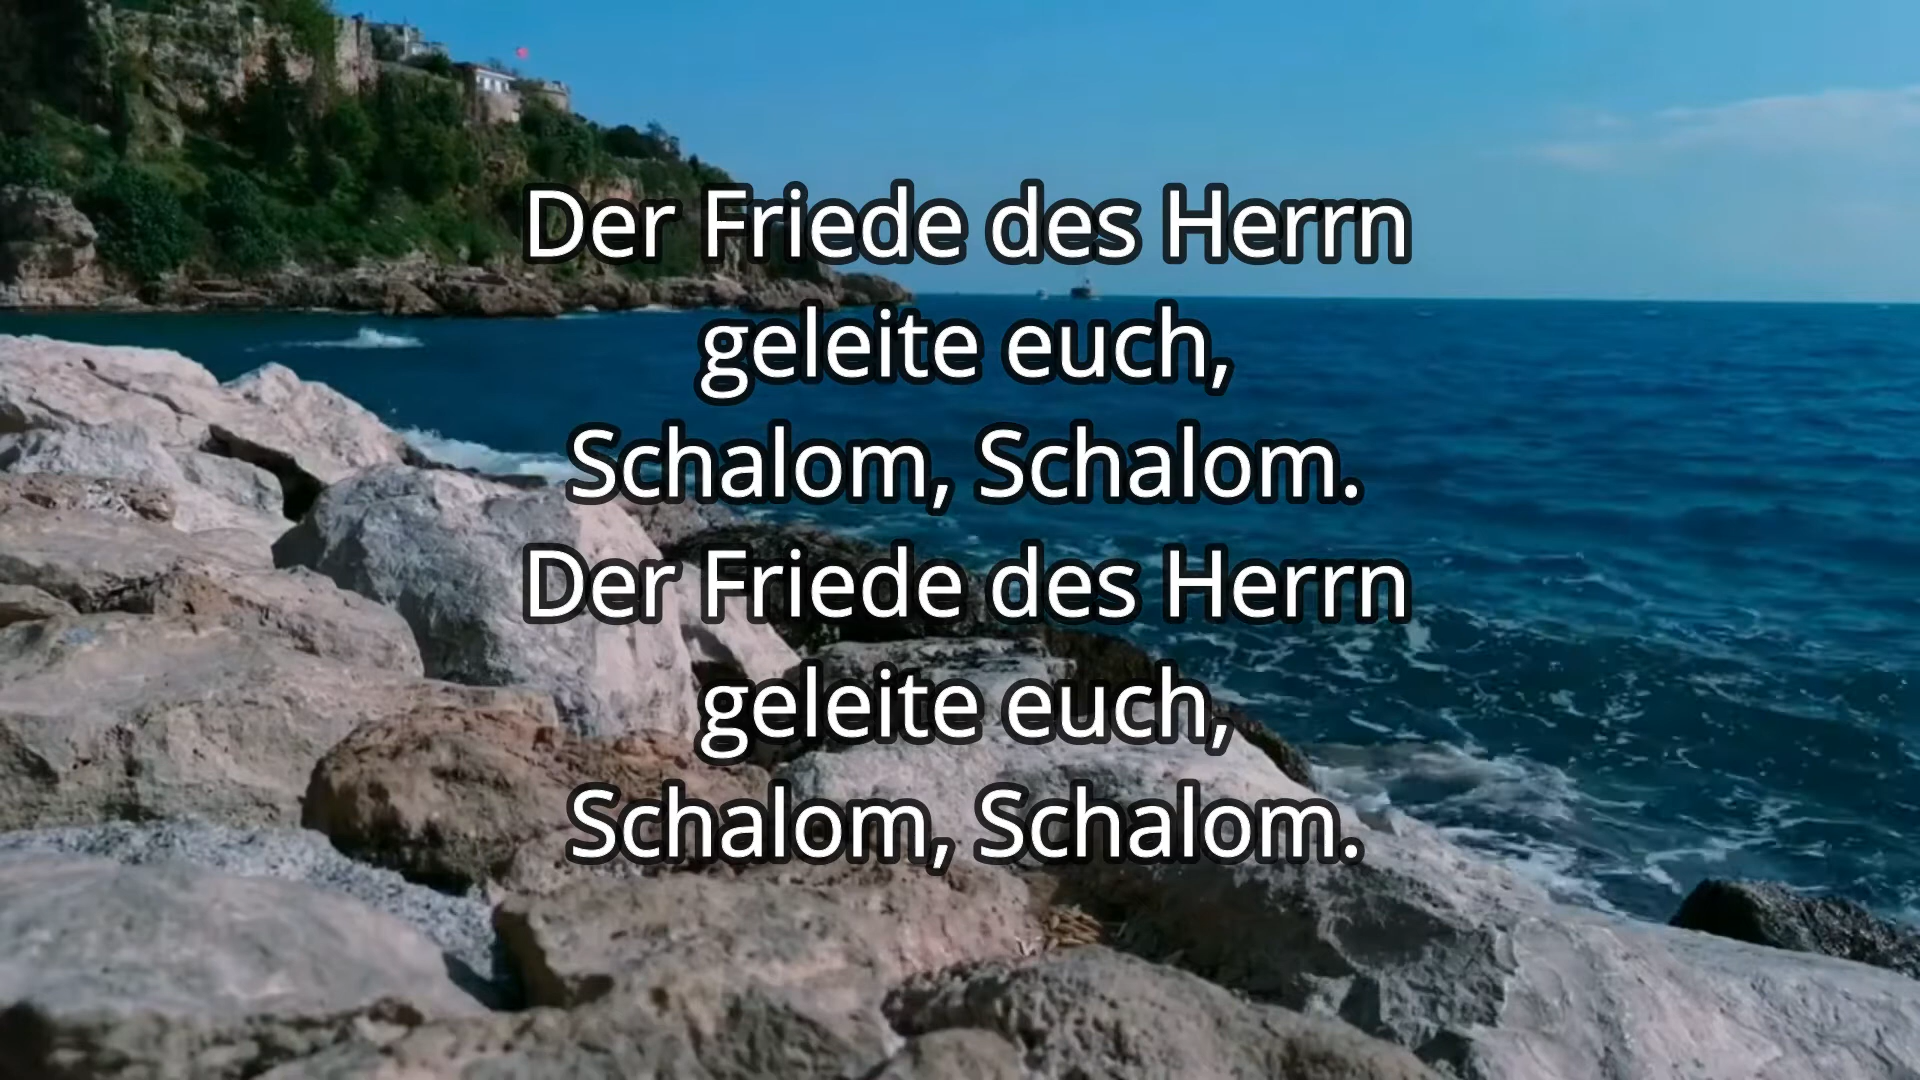 Der Friede des Herrn
geleite euch,
Schalom, Schalom.
Der Friede des Herrn
geleite euch,
Schalom, Schalom.